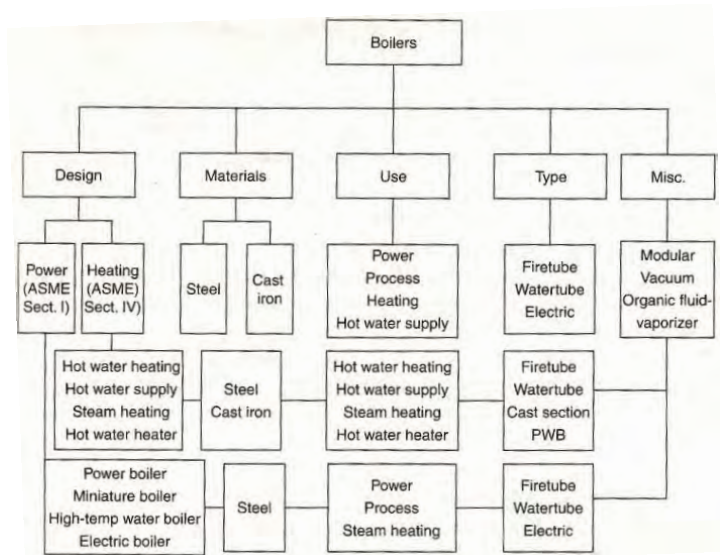 Boilers
Design
Materials
Use
Type
Misc.
Power
(ASME
Sect. I)
Heating
(ASME)
Sect. IV)
Steel
Cast
iron
Power
Process
Heating
Hot water supply
Firetube
Watertube
Electric
Modular
Vacuum
Organic fluid-
vaporizer
Hot water heating
Hot water supply
Steam heating
Hot water heater
Steel
Cast iron
Hot water heating
Hot water supply
Steam heating
Hot water heater
Firetube
Watertube
Cast section
PWB
Power boiler
Miniature boiler
High-temp water boiler
Electric boiler
Steel
Power
Process
Steam heating
Firetube
Watertube
Electric